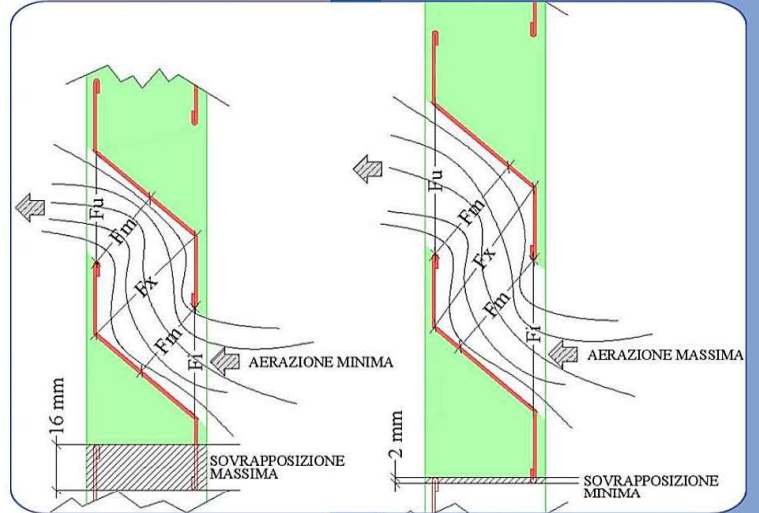 Fu
Fm
Fx
Fm
Fi
AERAZIONE MINIMA
16 mm
SOVRAPPOSIZIONE
MASSIMA
Fu
Fm
Fx
Fm
Fi
AERAZIONE MASSIMA
2 mm
SOVRAPPOSIZIONE
MINIMA